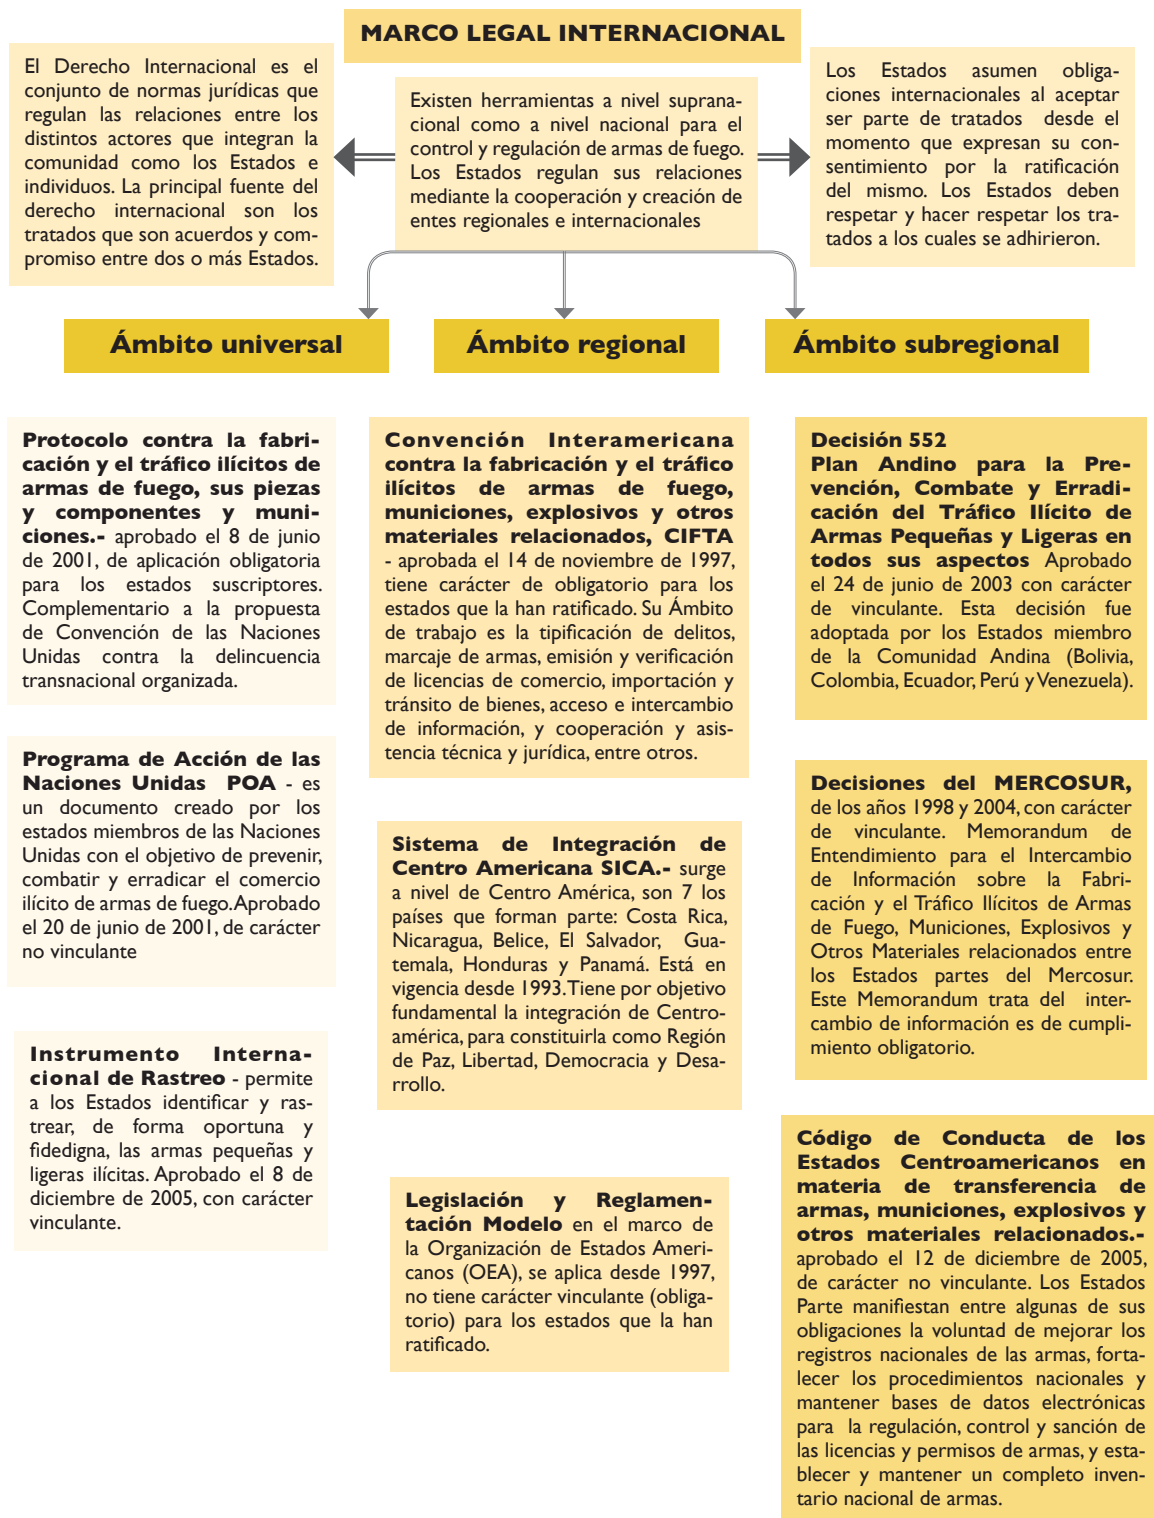 MARCO LEGAL INTERNACIONAL
El Derecho Internacional es el
conjunto de normas jurídicas que
regulan las relaciones entre los
distintos actores que integran la
comunidad como los Estados e
individuos. La principal fuente del
derecho internacional son los
tratados que son acuerdos y com-
promiso entre dos o más Estados.
Existen herramientas a nivel suprana-
cional como a nivel nacional para el
control y regulación de armas de fuego.
Los Estados regulan sus relaciones
mediante la cooperación y creación de
entes regionales e internacionales
Los Estados asumen obliga-
ciones internacionales al aceptar
ser parte de tratados desde el
momento que expresan su con-
sentimiento por la ratificación
del mismo. Los Estados deben
respetar y hacer respetar los tra-
tados a los cuales se adhirieron.
Ámbito universal
Protocolo contra la fabri-
cación y el tráfico ilícitos de
armas de fuego, sus piezas
y componentes y muni-
ciones.- aprobado el 8 de junio
de 2001, de aplicación obligatoria
para los estados suscriptores.
Complementario a la propuesta
de Convención de las Naciones
Unidas contra la delincuencia
transnacional organizada.
Programa de Acción de las
Naciones Unidas POA - es
un documento creado por los
estados miembros de las Naciones
Unidas con el objetivo de prevenir,
combatir y erradicar el comercio
ilícito de armas de fuego. Aprobado
el 20 de junio de 2001, de carácter
no vinculante
Instrumento Interna-
cional de Rastreo - permite
a los Estados identificar y ras-
trear, de forma oportuna y
fidedigna, las armas pequeñas y
ligeras ilícitas. Aprobado el 8 de
diciembre de 2005, con carácter
vinculante.
Ámbito regional
Convención Interamericana
contra la fabricación y el tráfico
ilícitos de armas de fuego,
municiones, explosivos y otros
materiales relacionados, CIFTA
- aprobada el 14 de noviembre de 1997,
tiene carácter de obligatorio para los
estados que la han ratificado. Su Ámbito
de trabajo es la tipificación de delitos,
marcaje de armas, emisión y verificación
de licencias de comercio, importación y
tránsito de bienes, acceso e intercambio
de información, y cooperación y asis-
tencia técnica y jurídica, entre otros.
Sistema de Integración de
Centro Americana SICA.- surge
a nivel de Centro América, son 7 los
países que forman parte: Costa Rica,
Nicaragua, Belice, El Salvador, Gua-
temala, Honduras y Panamá. Está en
vigencia desde 1993. Tiene por objetivo
fundamental la integración de Centro-
américa, para constituirla como Región
de Paz, Libertad, Democracia y Desa-
rrollo.
Legislación y Reglamen-
tación Modelo en el marco de
la Organización de Estados Ameri-
canos (OEA), se aplica desde 1997,
no tiene carácter vinculante (obliga-
torio) para los estados que la han
ratificado.
Ámbito subregional
Decisión 552
Plan Andino para la Pre-
vención, Combate y Erradi-
cación del Tráfico Ilícito de
Armas Pequeñas y Ligeras en
todos sus aspectos Aprobado
el 24 de junio de 2003 con carácter
de vinculante. Esta decisión fue
adoptada por los Estados miembro
de la Comunidad Andina (Bolivia,
Colombia, Ecuador, Perú y Venezuela).
Decisiones del MERCOSUR,
de los años 1998 y 2004, con carácter
de vinculante. Memorandum de
Entendimiento para el Intercambio
de Información sobre la Fabri-
cación y el Tráfico Ilícitos de Armas
de Fuego, Municiones, Explosivos y
Otros Materiales relacionados entre
los Estados partes del Mercosur.
Este Memorandum trata del inter-
cambio de información es de cumpli-
miento obligatorio.
Código de Conducta de los
Estados Centroamericanos en
materia de transferencia de
armas, municiones, explosivos y
otros materiales relacionados.-
aprobado el 12 de diciembre de 2005,
de carácter no vinculante. Los Estados
Parte manifiestan entre algunas de sus
obligaciones la voluntad de mejorar los
registros nacionales de las armas, forta-
lecer los procedimientos nacionales y
mantener bases de datos electrónicas
para la regulación, control y sanción de
las licencias y permisos de armas, y esta-
blecer y mantener un completo inven-
tario nacional de armas.